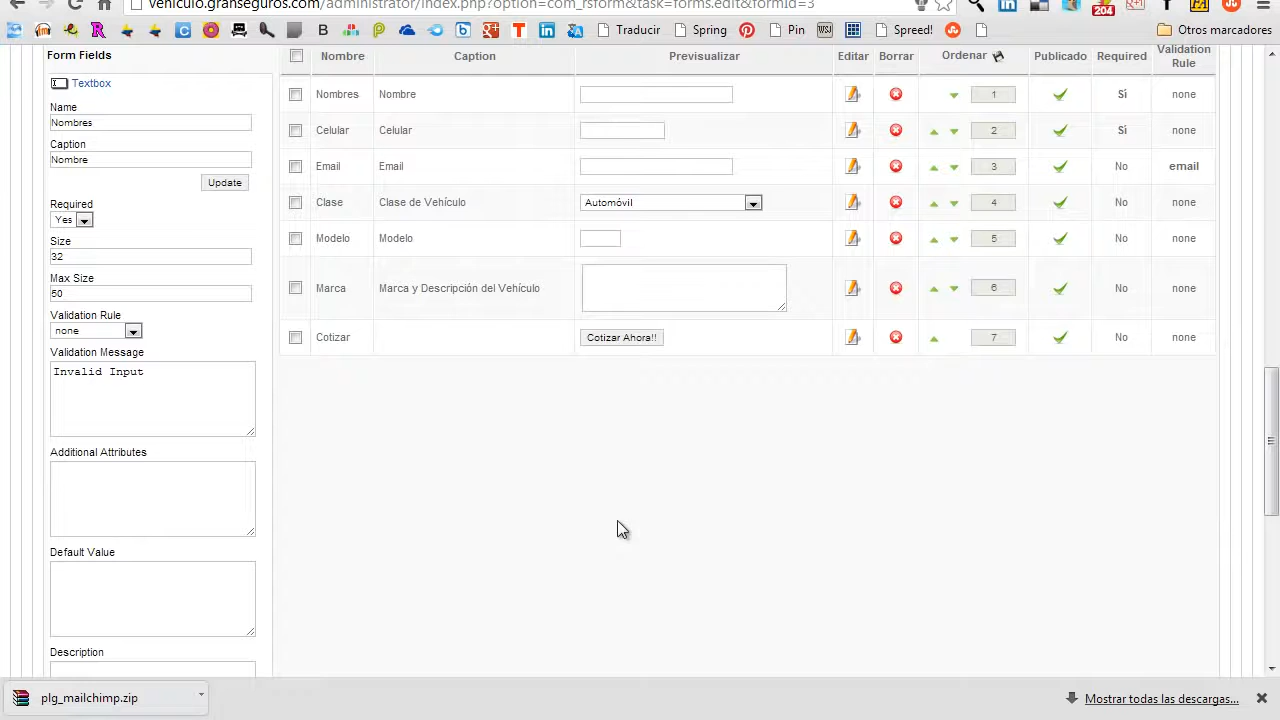 vehiculo.granseguros.com/administrator/index.php?option=com_rsform&task=forms.edit&formId=3
204
B
Traducir
Spring
Pin
Spreed!
Otros marcadores
Form Fields
Nombre
Caption
Previsualizar
Editar
Borrar
Ordenar
Publicado
Required
Validation
Rule
Textbox
Name
Nombres
Caption
Nombre
Update
Required
Yes
Size
32
Max Size
50
Validation Rule
none
Validation Message
Invalid Input
Additional Attributes
Default Value
Description
Nombres Nombre 1 Sí none
Celular Celular 2 Sí none
Email Email 3 No email
Clase Clase de Vehículo Automóvil 4 No none
Modelo Modelo 5 No none
Marca Marca y Descripción del Vehículo 6 No none
Cotizar Cotizar Ahora!! 7 No none
plg_mailchimp.zip
Mostrar todas las descargas...